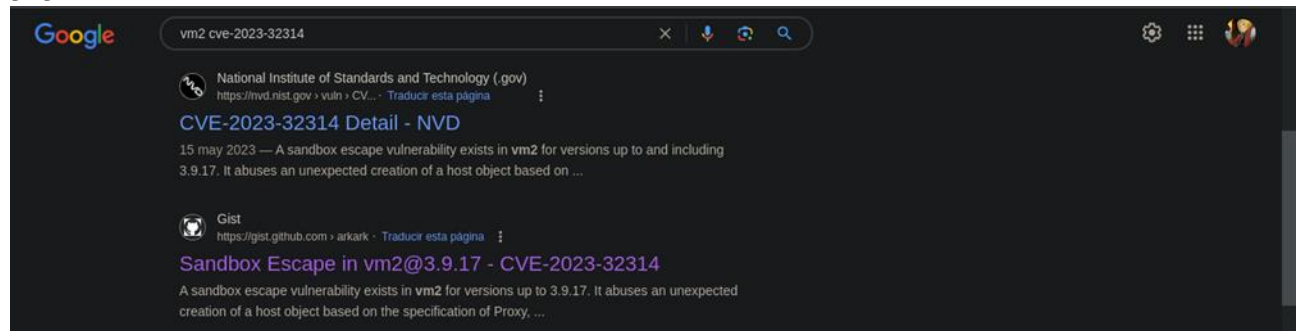 Google
vm2 cve-2023-32314
National Institute of Standards and Technology (.gov)
https://nvd.nist.gov › vuln › CV... · Traducir esta página
CVE-2023-32314 Detail - NVD
15 may 2023 — A sandbox escape vulnerability exists in vm2 for versions up to and including
3.9.17. It abuses an unexpected creation of a host object based on ...
Gist
https://gist.github.com › arkark · Traducir esta página
Sandbox Escape in vm2@3.9.17 - CVE-2023-32314
A sandbox escape vulnerability exists in vm2 for versions up to 3.9.17. It abuses an unexpected
creation of a host object based on the specification of Proxy, ...